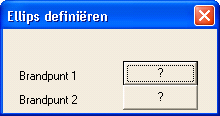 Ellips definiëren
Brandpunt 1 ?
Brandpunt 2 ?